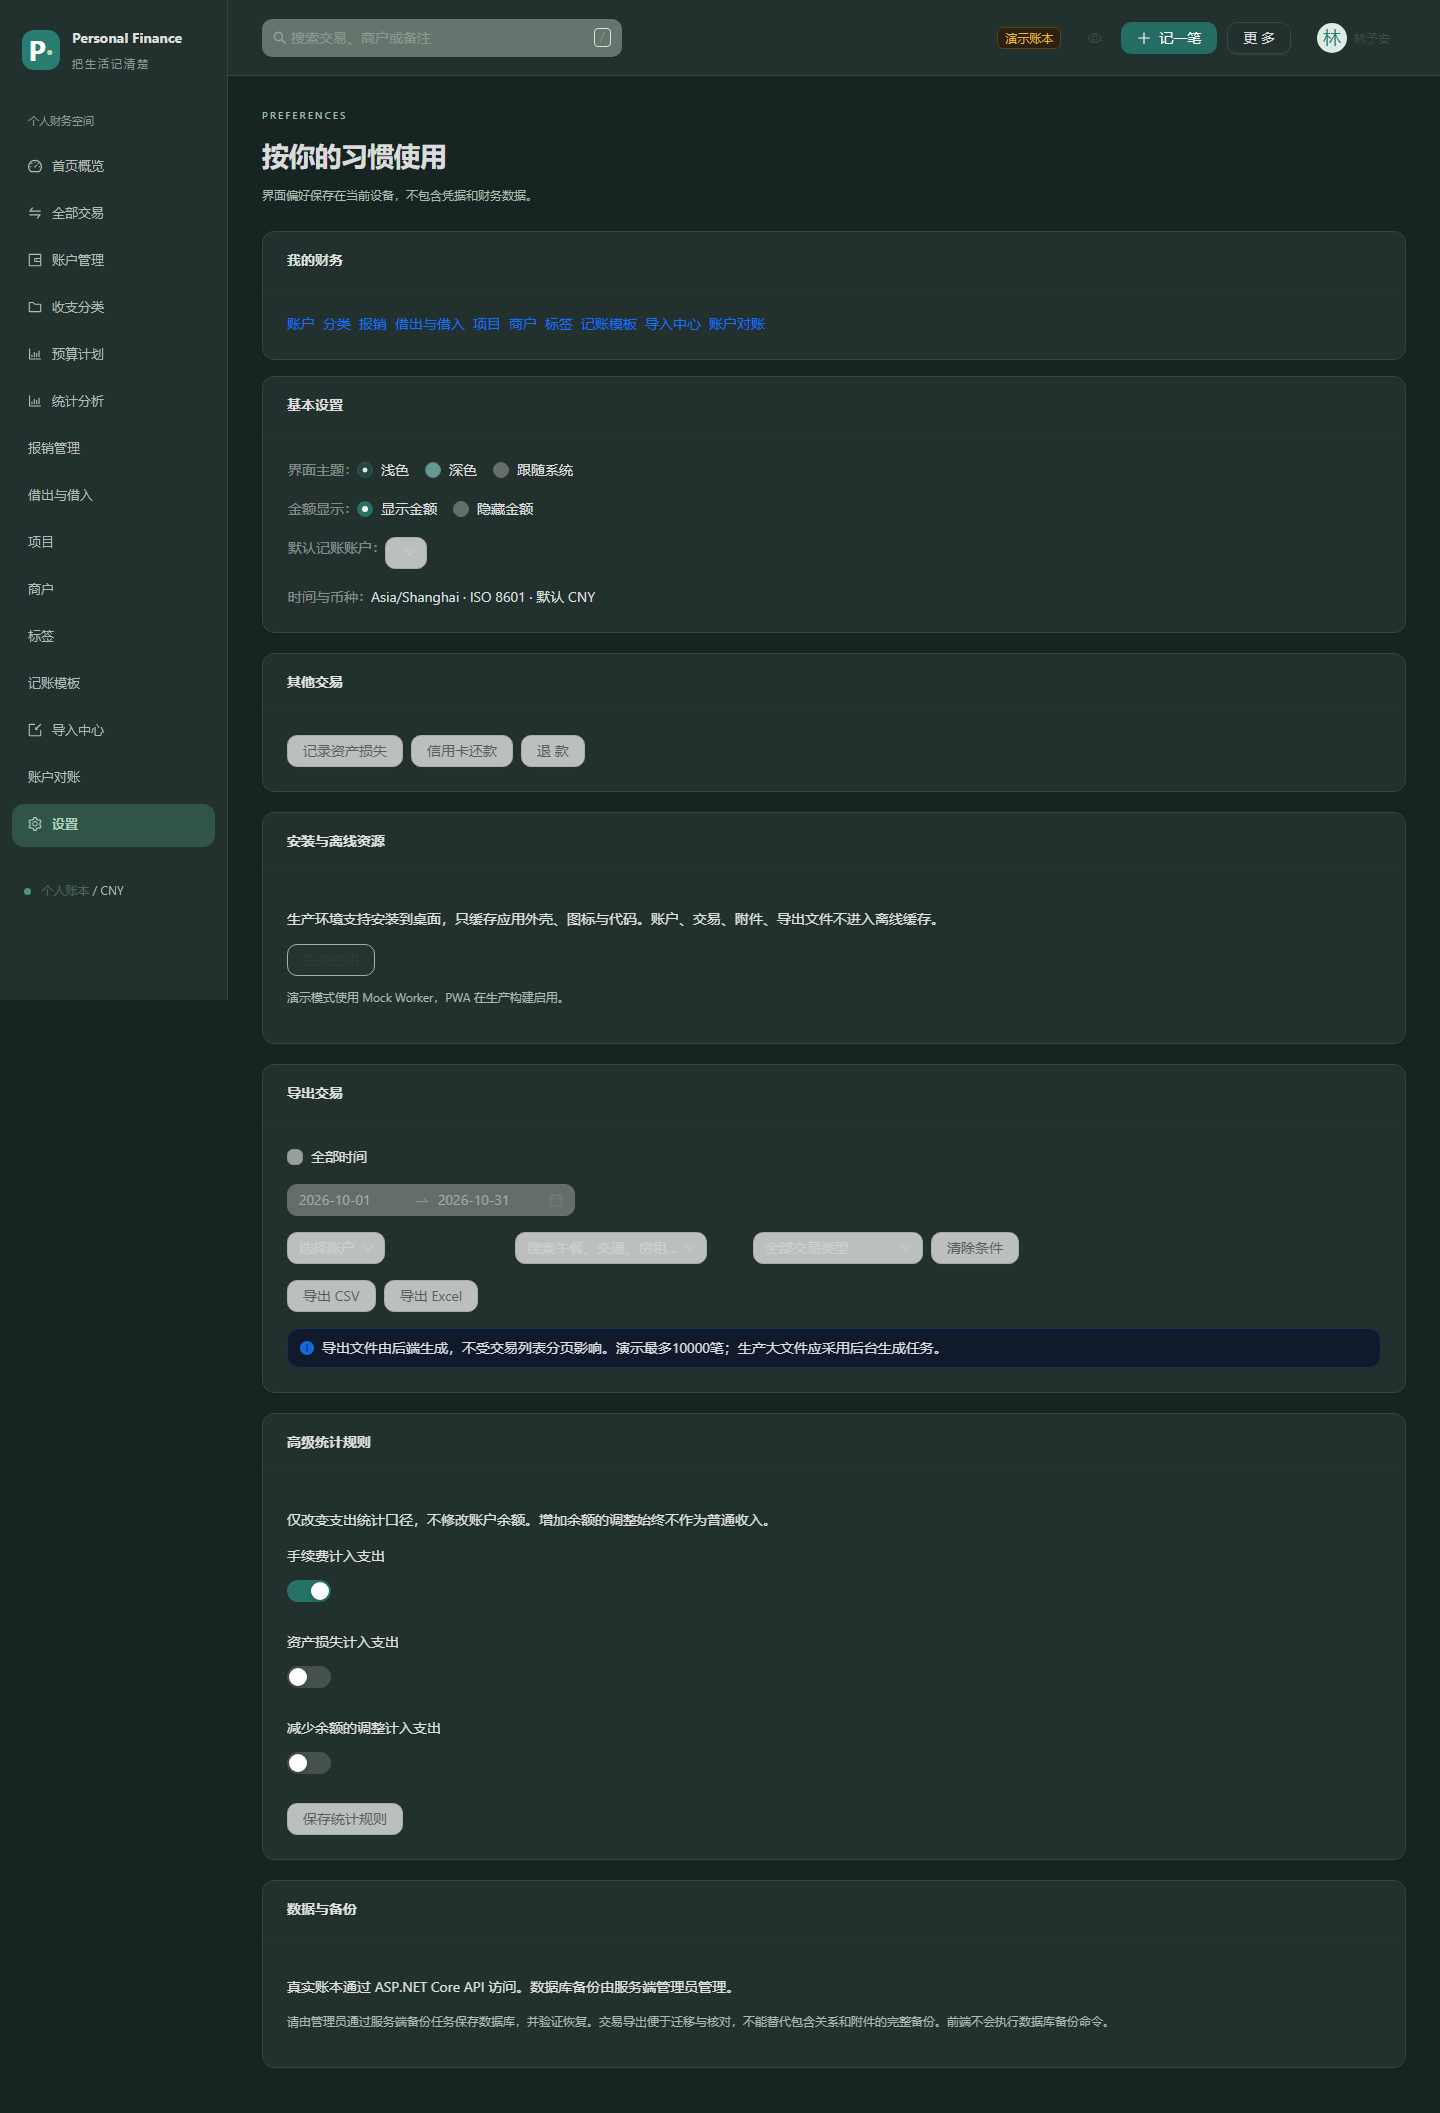 P.
Personal Finance
把生活记清楚
个人财务空间
首页概览
全部交易
账户管理
收支分类
预算计划
统计分析
报销管理
借出与借入
项目
商户
标签
记账模板
导入中心
账户对账
设置
个人账本 / CNY
搜索交易、商户或备注 /
演示账本 + 记一笔 更多 林 林予安
PREFERENCES
按你的习惯使用
界面偏好保存在当前设备，不包含凭据和财务数据。
我的财务
账户 分类 报销 借出与借入 项目 商户 标签 记账模板 导入中心 账户对账
基本设置
界面主题: 浅色 深色 跟随系统
金额显示: 显示金额 隐藏金额
默认记账账户:
时间与币种: Asia/Shanghai · ISO 8601 · 默认 CNY
其他交易
记录资产损失 信用卡还款 退款
安装与离线资源
生产环境支持安装到桌面，只缓存应用外壳、图标与代码。账户、交易、附件、导出文件不进入离线缓存。
安装应用
演示模式使用 Mock Worker，PWA 在生产构建启用。
导出交易
全部时间
2026-10-01 → 2026-10-31
选择账户 搜索午餐、交通、房租... 全部交易类型 清除条件
导出 CSV 导出 Excel
导出文件由后端生成，不受交易列表分页影响。演示最多10000笔；生产大文件应采用后台生成任务。
高级统计规则
仅改变支出统计口径，不修改账户余额。增加余额的调整始终不作为普通收入。
手续费计入支出
资产损失计入支出
减少余额的调整计入支出
保存统计规则
数据与备份
真实账本通过 ASP.NET Core API 访问。数据库备份由服务端管理员管理。
请由管理员通过服务端备份任务保存数据库，并验证恢复。交易导出便于迁移与核对，不能替代包含关系和附件的完整备份。前端不会执行数据库备份命令。